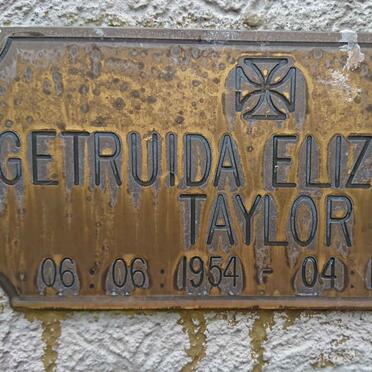 GETRUIDA ELIZ
TAYLOR
06 · 06 · 1954 - 04 ·